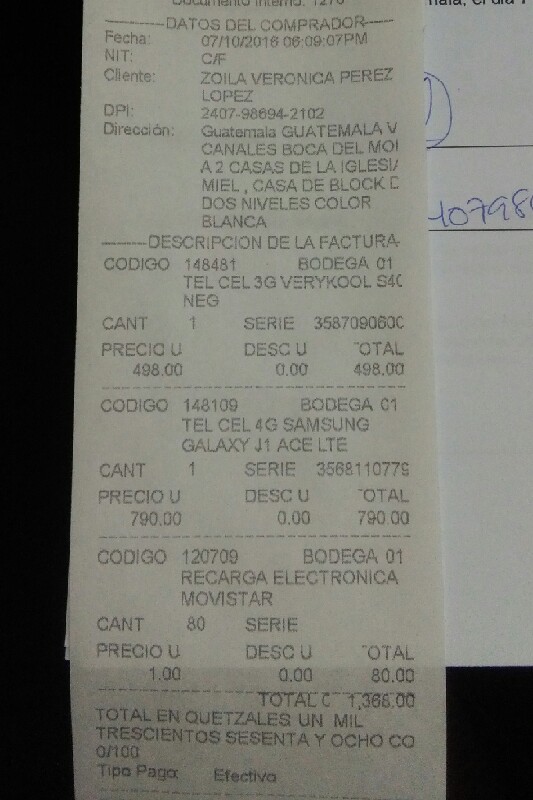 Documento Interno: 1278
nala, el día 7
------DATOS DEL COMPRADOR------
Fecha: 07/10/2016 06:09:07PM
NIT: C/F
Cliente: ZOILA VERONICA PEREZ
LOPEZ
DPI: 2407-98694-2102
Dirección: Guatemala GUATEMALA V
CANALES BOCA DEL MO
A 2 CASAS DE LA IGLESI
MIEL , CASA DE BLOCK D
DOS NIVELES COLOR
BLANCA
40798
------DESCRIPCION DE LA FACTURA-
CODIGO 148481 BODEGA 01
TEL CEL 3G VERYKOOL S40
NEG
CANT 1 SERIE 358709060
PRECIO U DESC U TOTAL
498.00 0.00 498.00
CODIGO 148109 BODEGA 01
TEL CEL 4G SAMSUNG
GALAXY J1 ACE LTE
CANT 1 SERIE 356811077
PRECIO U DESC U TOTAL
790.00 0.00 790.00
CODIGO 120709 BODEGA 01
RECARGA ELECTRONICA
MOVISTAR
CANT 80 SERIE
PRECIO U DESC U TOTAL
1.00 0.00 80.00
TOTAL Q 1,368.00
TOTAL EN QUETZALES UN MIL
TRESCIENTOS SESENTA Y OCHO CO
0/100
Tipo Pago: Efectivo